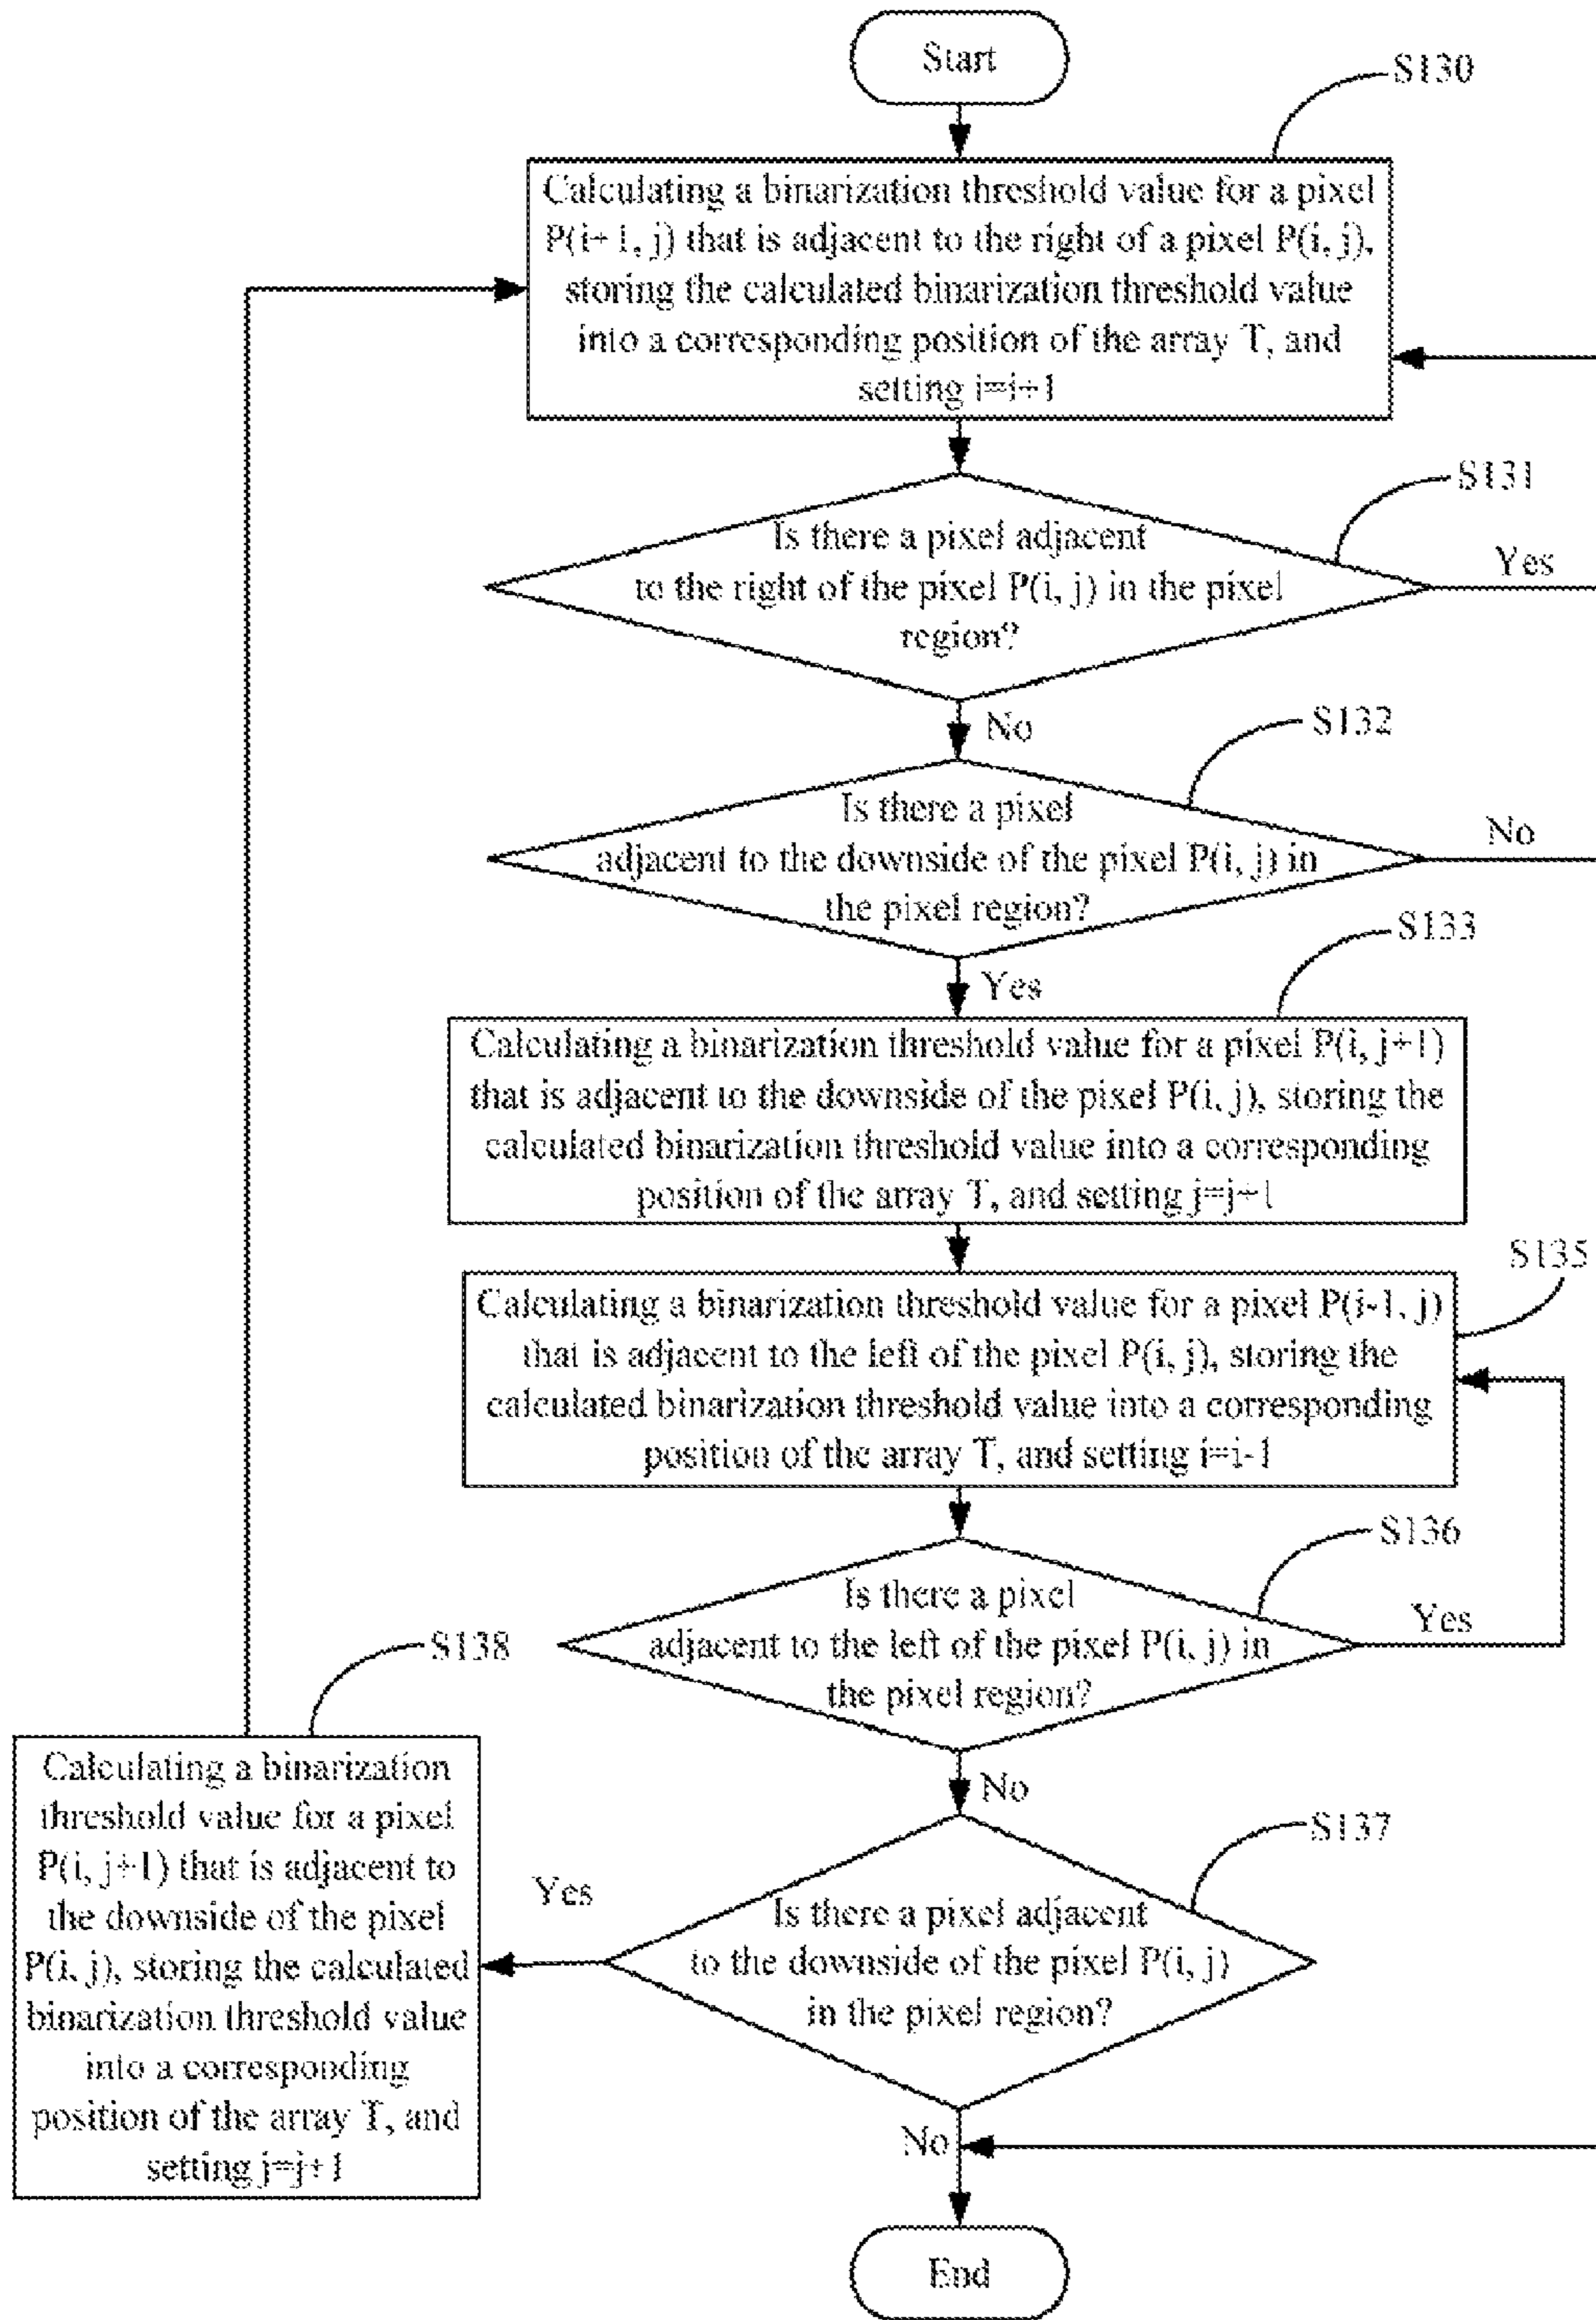 Start
S130
Calculating a binarization threshold value for a pixel
P(i+1, j) that is adjacent to the right of a pixel P(i, j),
storing the calculated binarization threshold value
into a corresponding position of the array T, and
setting i=i+1
S131
Is there a pixel adjacent
to the right of the pixel P(i, j) in the pixel
region?
Yes
No
S132
Is there a pixel
adjacent to the downside of the pixel P(i, j) in
the pixel region?
No
Yes
S133
Calculating a binarization threshold value for a pixel P(i, j+1)
that is adjacent to the downside of the pixel P(i, j), storing the
calculated binarization threshold value into a corresponding
position of the array T, and setting j=j+1
S135
Calculating a binarization threshold value for a pixel P(i-1, j)
that is adjacent to the left of the pixel P(i, j), storing the
calculated binarization threshold value into a corresponding
position of the array T, and setting i=i-1
S136
Is there a pixel
adjacent to the left of the pixel P(i, j) in
the pixel region?
Yes
No
S137
Is there a pixel adjacent
to the downside of the pixel P(i, j)
in the pixel region?
Yes
No
S138
Calculating a binarization
threshold value for a pixel
P(i, j+1) that is adjacent to
the downside of the pixel
P(i, j), storing the calculated
binarization threshold value
into a corresponding
position of the array T, and
setting j=j+1
End